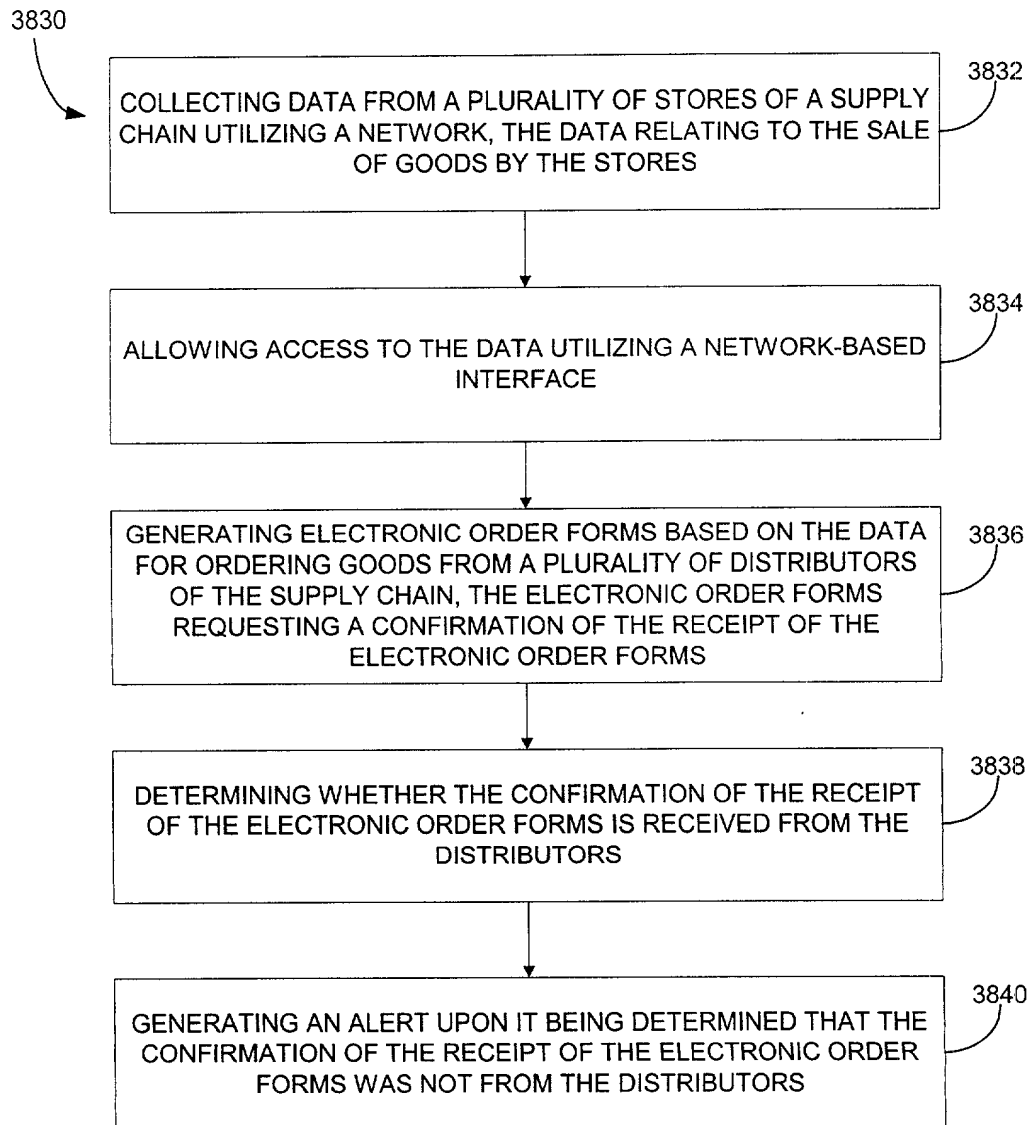 3830
3832
COLLECTING DATA FROM A PLURALITY OF STORES OF A SUPPLY
CHAIN UTILIZING A NETWORK, THE DATA RELATING TO THE SALE
OF GOODS BY THE STORES
3834
ALLOWING ACCESS TO THE DATA UTILIZING A NETWORK-BASED
INTERFACE
3836
GENERATING ELECTRONIC ORDER FORMS BASED ON THE DATA
FOR ORDERING GOODS FROM A PLURALITY OF DISTRIBUTORS
OF THE SUPPLY CHAIN, THE ELECTRONIC ORDER FORMS
REQUESTING A CONFIRMATION OF THE RECEIPT OF THE
ELECTRONIC ORDER FORMS
3838
DETERMINING WHETHER THE CONFIRMATION OF THE RECEIPT
OF THE ELECTRONIC ORDER FORMS IS RECEIVED FROM THE
DISTRIBUTORS
3840
GENERATING AN ALERT UPON IT BEING DETERMINED THAT THE
CONFIRMATION OF THE RECEIPT OF THE ELECTRONIC ORDER
FORMS WAS NOT FROM THE DISTRIBUTORS